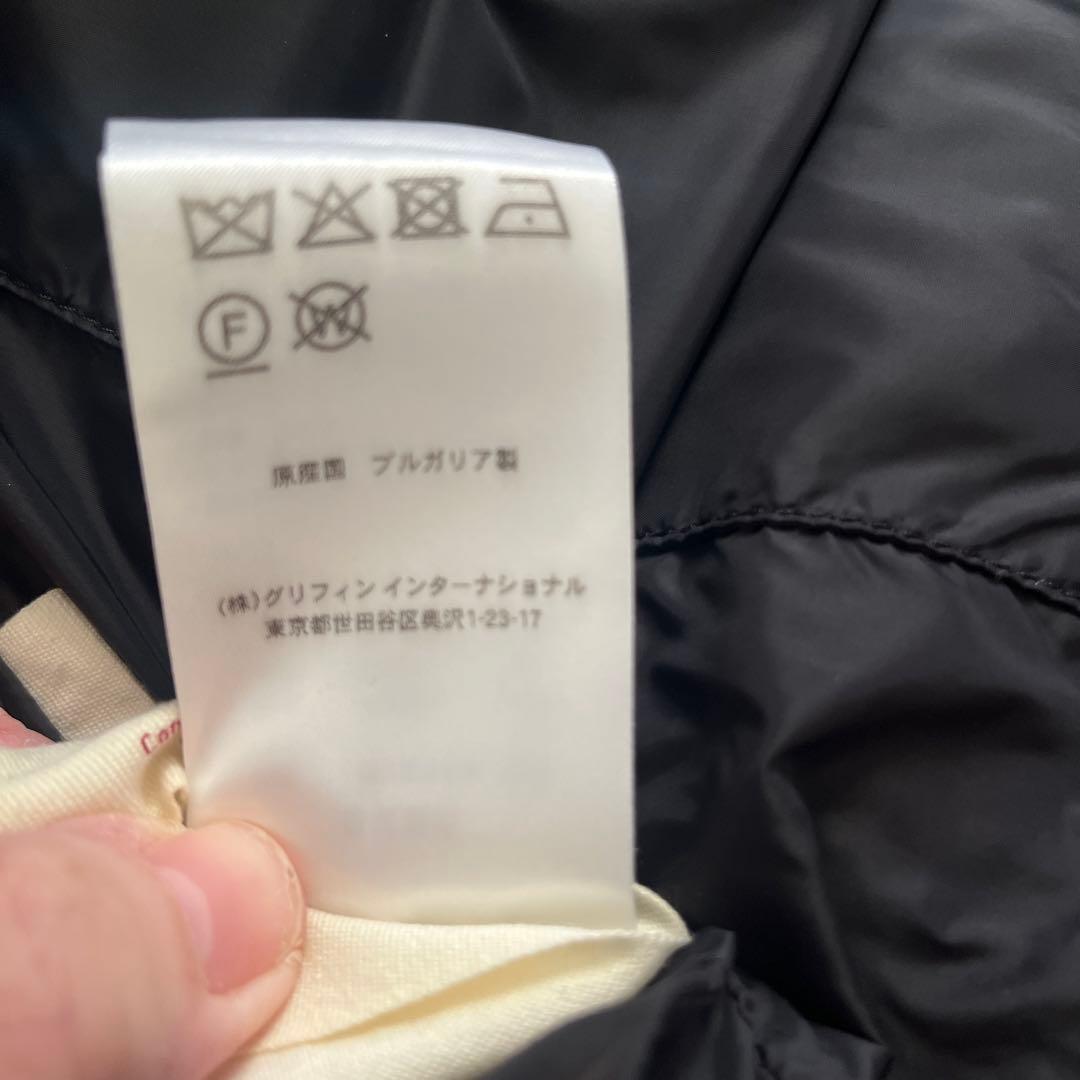 F W
原産国 ブルガリア製
(株)グリフィン インターナショナル
東京都世田谷区奥沢1-23-17